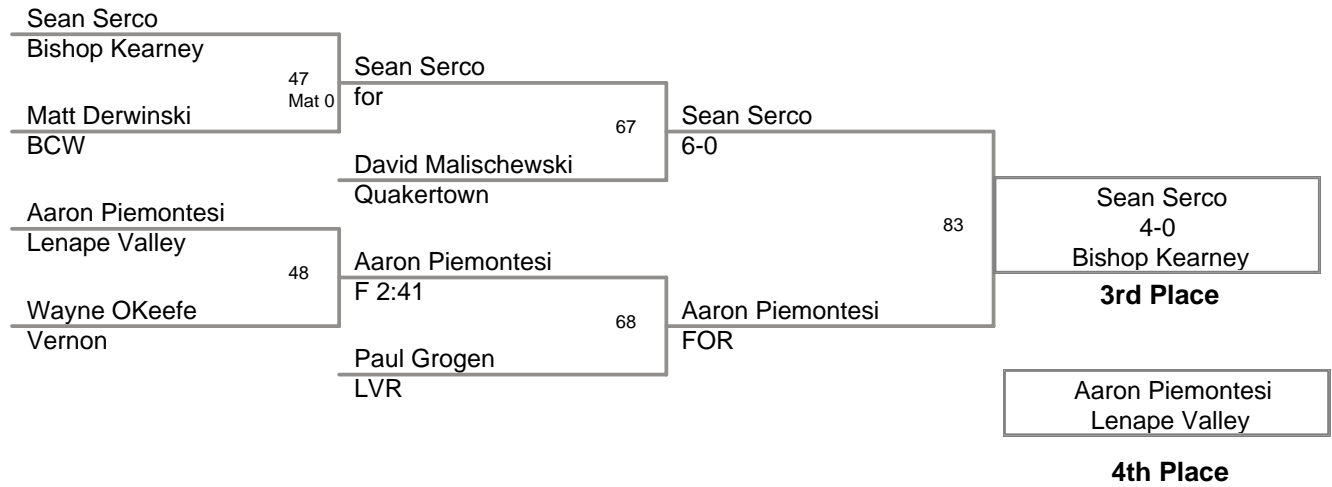 Sean Serco
Bishop Kearney
47
Mat 0
Matt Derwinski
BCW
Sean Serco
for
67
David Malischewski
Quakertown
Sean Serco
6-0
Aaron Piemontesi
Lenape Valley
48
Wayne OKeefe
Vernon
Aaron Piemontesi
F 2:41
68
Paul Grogen
LVR
Aaron Piemontesi
FOR
83
Sean Serco
4-0
Bishop Kearney
3rd Place
Aaron Piemontesi
Lenape Valley
4th Place